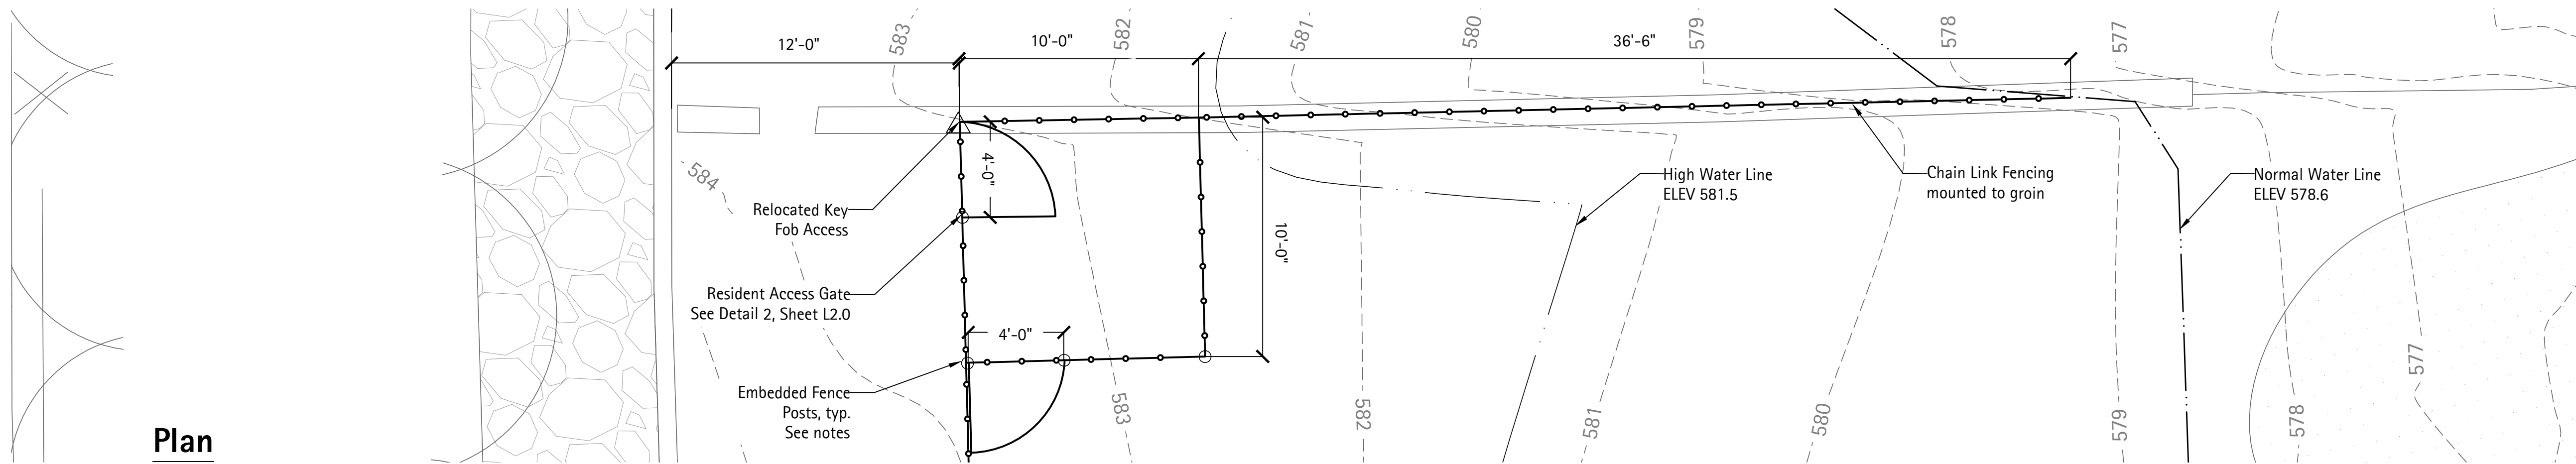 12'-0"
10'-0"
36'-6"
583
582
581
580
579
578
577
584
4'-0"
10'-0"
High Water Line
ELEV 581.5
Chain Link Fencing
mounted to groin
Normal Water Line
ELEV 578.6
Relocated Key
Fob Access
Resident Access Gate
See Detail 2, Sheet L2.0
4'-0"
Embedded Fence
Posts, typ.
See notes
583
582
581
580
579
578
577
Plan